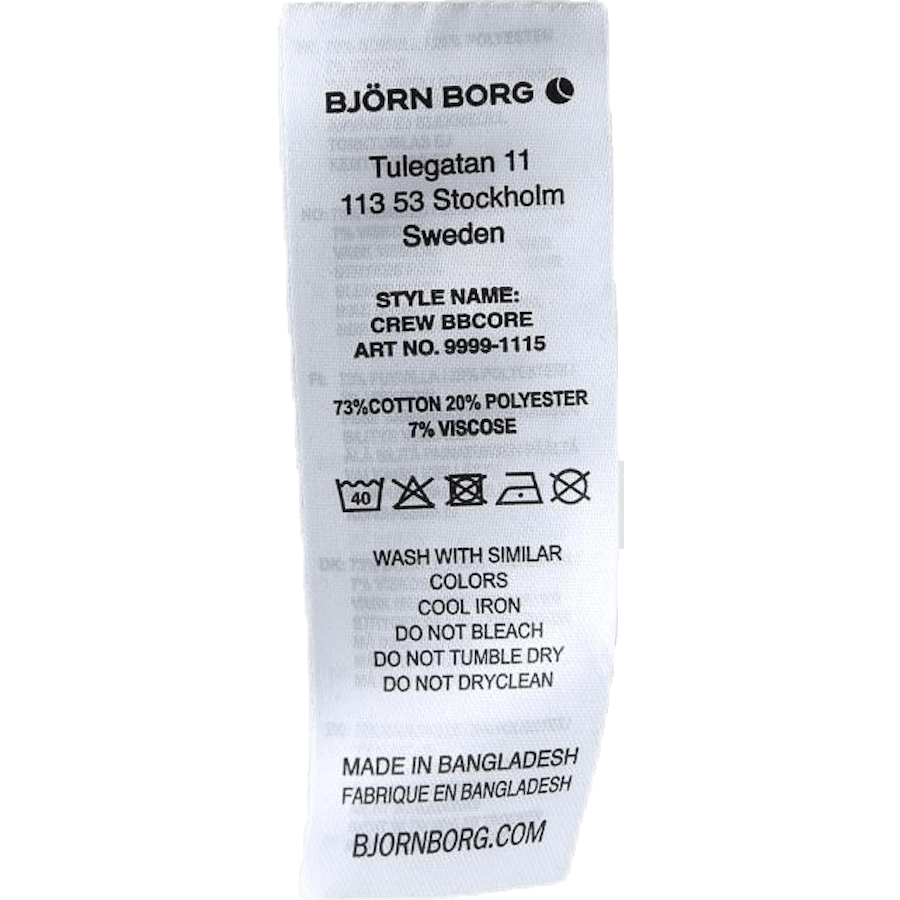 BJÖRN BORG
Tulegatan 11
113 53 Stockholm
Sweden
STYLE NAME:
CREW BBCORE
ART NO. 9999-1115
73%COTTON 20% POLYESTER
7% VISCOSE
40
WASH WITH SIMILAR
COLORS
COOL IRON
DO NOT BLEACH
DO NOT TUMBLE DRY
DO NOT DRYCLEAN
MADE IN BANGLADESH
FABRIQUE EN BANGLADESH
BJORNBORG.COM